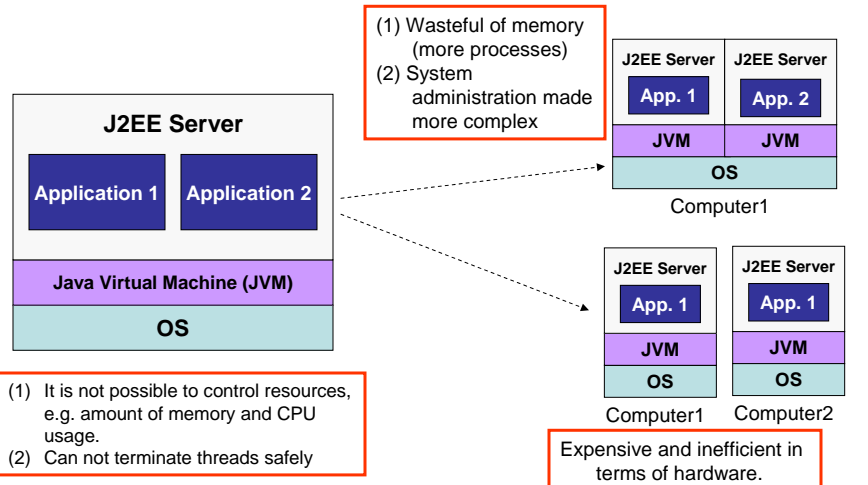 J2EE Server
Application 1
Application 2
Java Virtual Machine (JVM)
OS
(1) It is not possible to control resources,
e.g. amount of memory and CPU
usage.
(2) Can not terminate threads safely
(1) Wasteful of memory
(more processes)
(2) System
administration made
more complex
J2EE Server
App. 1
JVM
J2EE Server
App. 2
JVM
OS
Computer1
J2EE Server
App. 1
JVM
OS
Computer1
J2EE Server
App. 1
JVM
OS
Computer2
Expensive and inefficient in
terms of hardware.